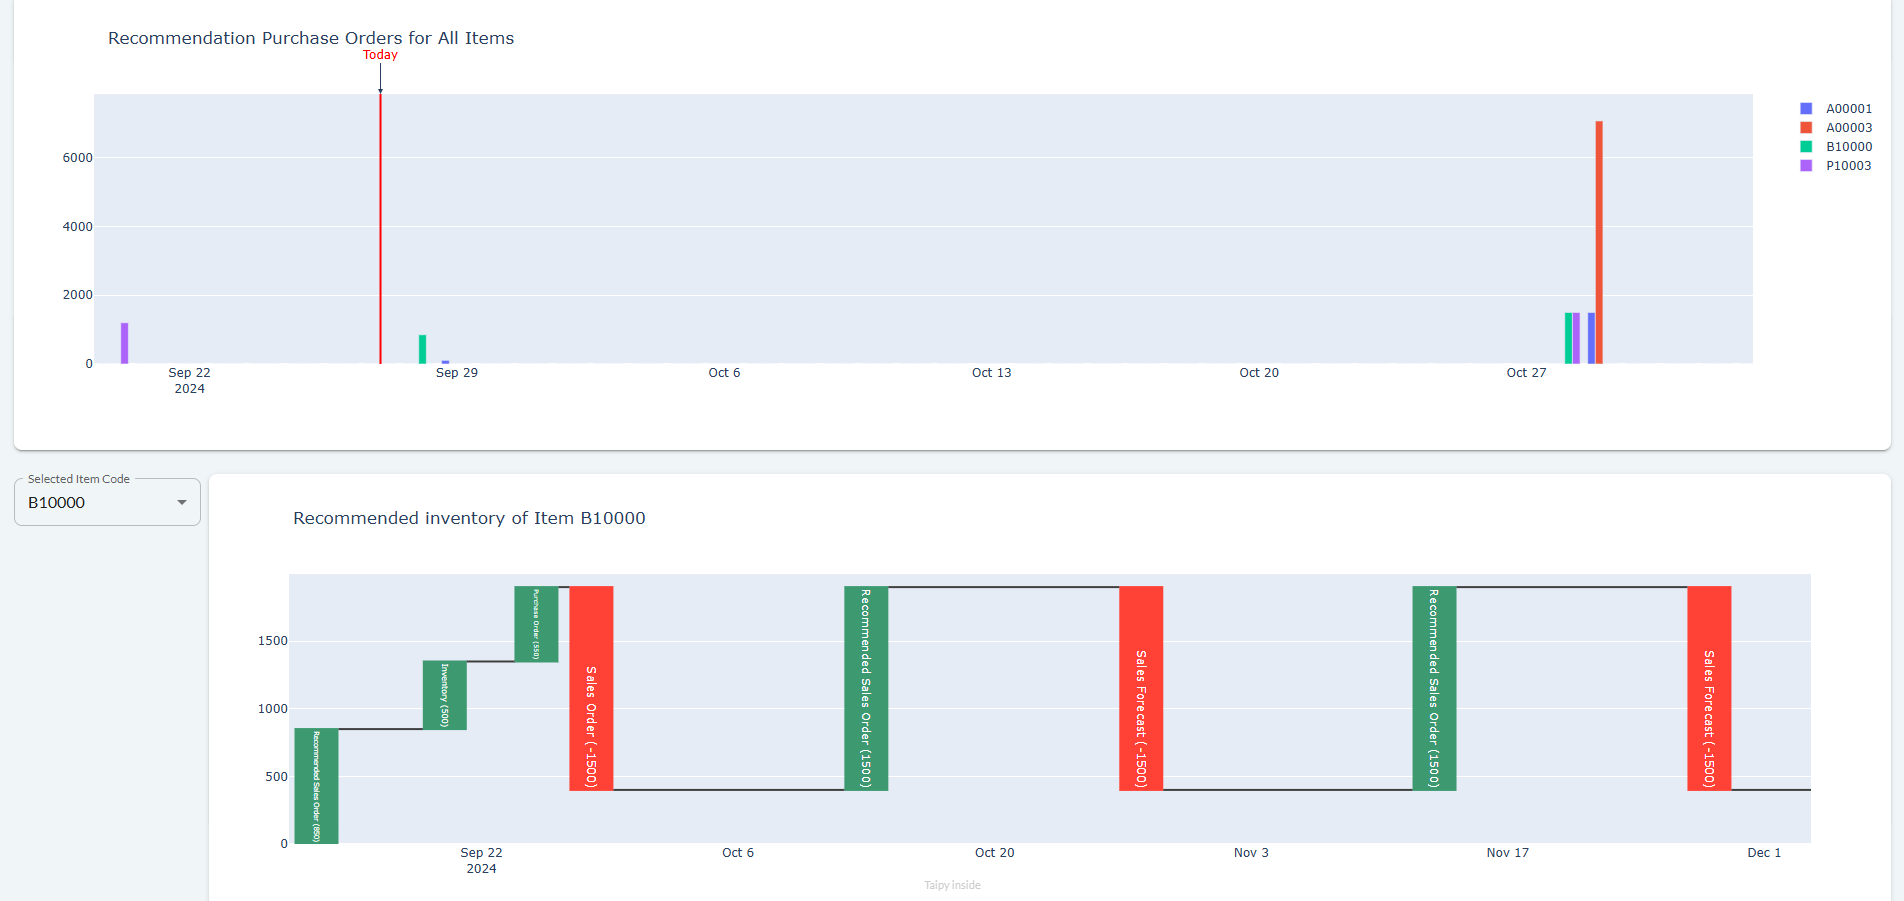 Recommendation Purchase Orders for All Items
Today
A00001
A00003
B10000
P10003
6000
4000
2000
0
Sep 22
2024
Sep 29
Oct 6
Oct 13
Oct 20
Oct 27
Selected Item Code
B10000
Recommended inventory of Item B10000
1500
1000
500
0
Recommended Sales Order (850)
Inventory (500)
Purchase Order (550)
Sales Order (-1500)
Recommended Sales Order (1500)
Sales Forecast (-1500)
Recommended Sales Order (1500)
Sales Forecast (-1500)
Sep 22
2024
Oct 6
Oct 20
Nov 3
Nov 17
Dec 1
Taipy inside